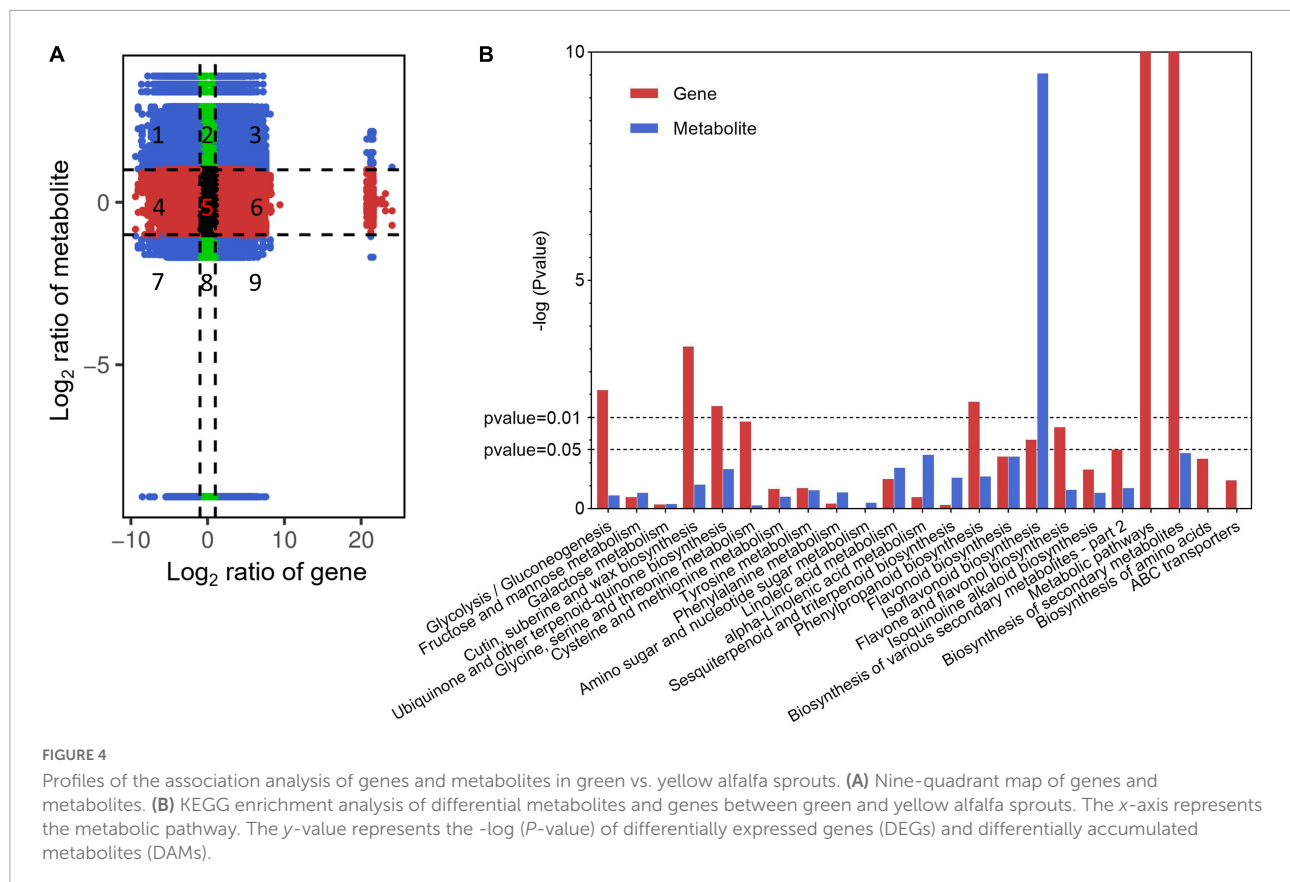 A
1
2
3
4
5
6
7
8
9
0
−5
−10
0
10
20
Log2 ratio of metabolite
Log2 ratio of gene
B
Gene
Metabolite
10
5
0
pvalue=0.01
pvalue=0.05
-log (Pvalue)
Glycolysis / Gluconeogenesis
Fructose and mannose metabolism
Galactose metabolism
Cutin, suberine and wax biosynthesis
Ubiquinone and other terpenoid-quinone biosynthesis
Glycine, serine and threonine metabolism
Cysteine and methionine metabolism
Tyrosine metabolism
Phenylalanine metabolism
Amino sugar and nucleotide sugar metabolism
Linoleic acid metabolism
alpha-Linolenic acid metabolism
Sesquiterpenoid and triterpenoid biosynthesis
Phenylpropanoid biosynthesis
Flavonoid biosynthesis
Isoflavonoid biosynthesis
Flavone and flavonol biosynthesis
Isoquinoline alkaloid biosynthesis
Biosynthesis of various secondary metabolites - part 2
Metabolic pathways
Biosynthesis of secondary metabolites
Biosynthesis of amino acids
ABC transporters
FIGURE 4
Profiles of the association analysis of genes and metabolites in green vs. yellow alfalfa sprouts. (A) Nine-quadrant map of genes and
metabolites. (B) KEGG enrichment analysis of differential metabolites and genes between green and yellow alfalfa sprouts. The x-axis represents
the metabolic pathway. The y-value represents the -log (P-value) of differentially expressed genes (DEGs) and differentially accumulated
metabolites (DAMs).